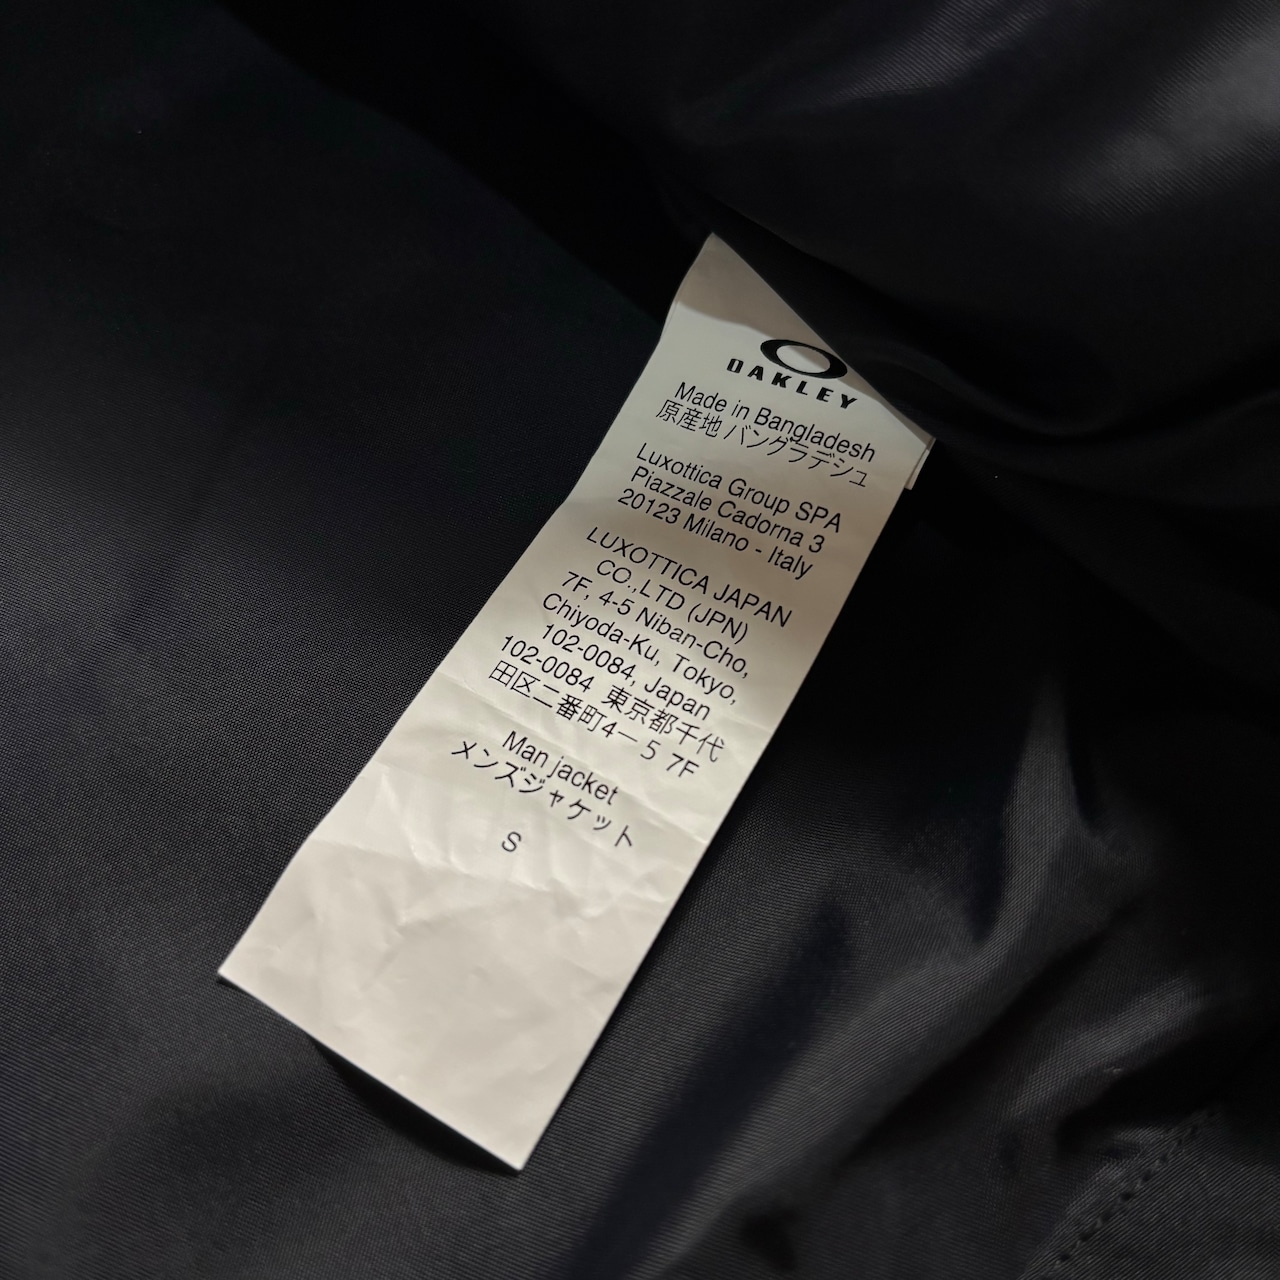 OAKLEY
Made in Bangladesh
原産地 バングラデシュ
Luxottica Group SPA
Piazzale Cadorna 3
20123 Milano - Italy
LUXOTTICA JAPAN
CO.,LTD (JPN)
7F, 4-5 Niban-Cho,
Chiyoda-Ku, Tokyo,
102-0084, Japan
102-0084 東京都千代
田区二番町4ー５ 7F
Man jacket
メンズジャケット
S